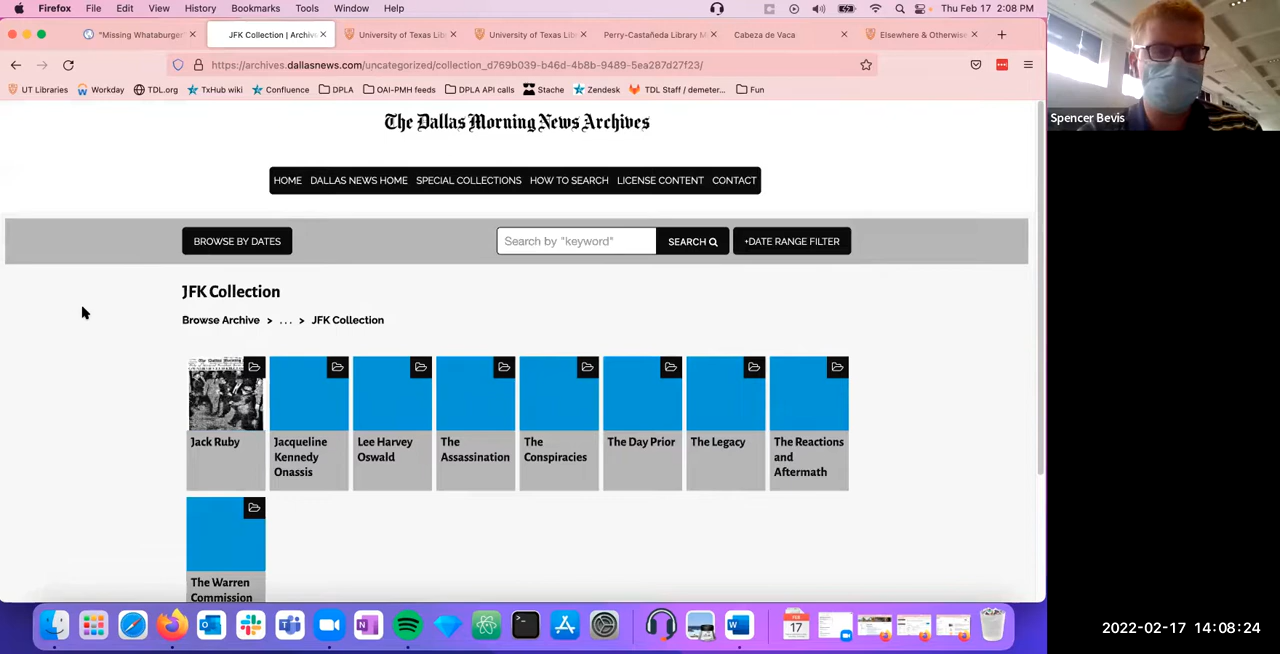 Firefox File Edit View History Bookmarks Tools Window Help Thu Feb 17 2:08 PM
"Missing Whataburger JFK Collection | Archiv University of Texas Lib University of Texas Lib Perry-Castañeda Library M Cabeza de Vaca Elsewhere & Otherwise
https://archives.dallasnews.com/uncategorized/collection_d769b039-b46d-4b8b-9489-5ea287d27f23/
UT Libraries Workday TDL.org TxHub wiki Confluence DPLA OAI-PMH feeds DPLA API calls Stache Zendesk TDL Staff / demeter... Fun
Spencer Bevis
The Dallas Morning News Archives
HOME DALLAS NEWS HOME SPECIAL COLLECTIONS HOW TO SEARCH LICENSE CONTENT CONTACT
BROWSE BY DATES Search by "keyword" SEARCH +DATE RANGE FILTER
JFK Collection
Browse Archive > ... > JFK Collection
Jack Ruby
Jacqueline
Kennedy
Onassis
Lee Harvey
Oswald
The
Assassination
The
Conspiracies
The Day Prior
The Legacy
The Reactions
and
Aftermath
The Warren
Commission
FEB
17
2022-02-17 14:08:24